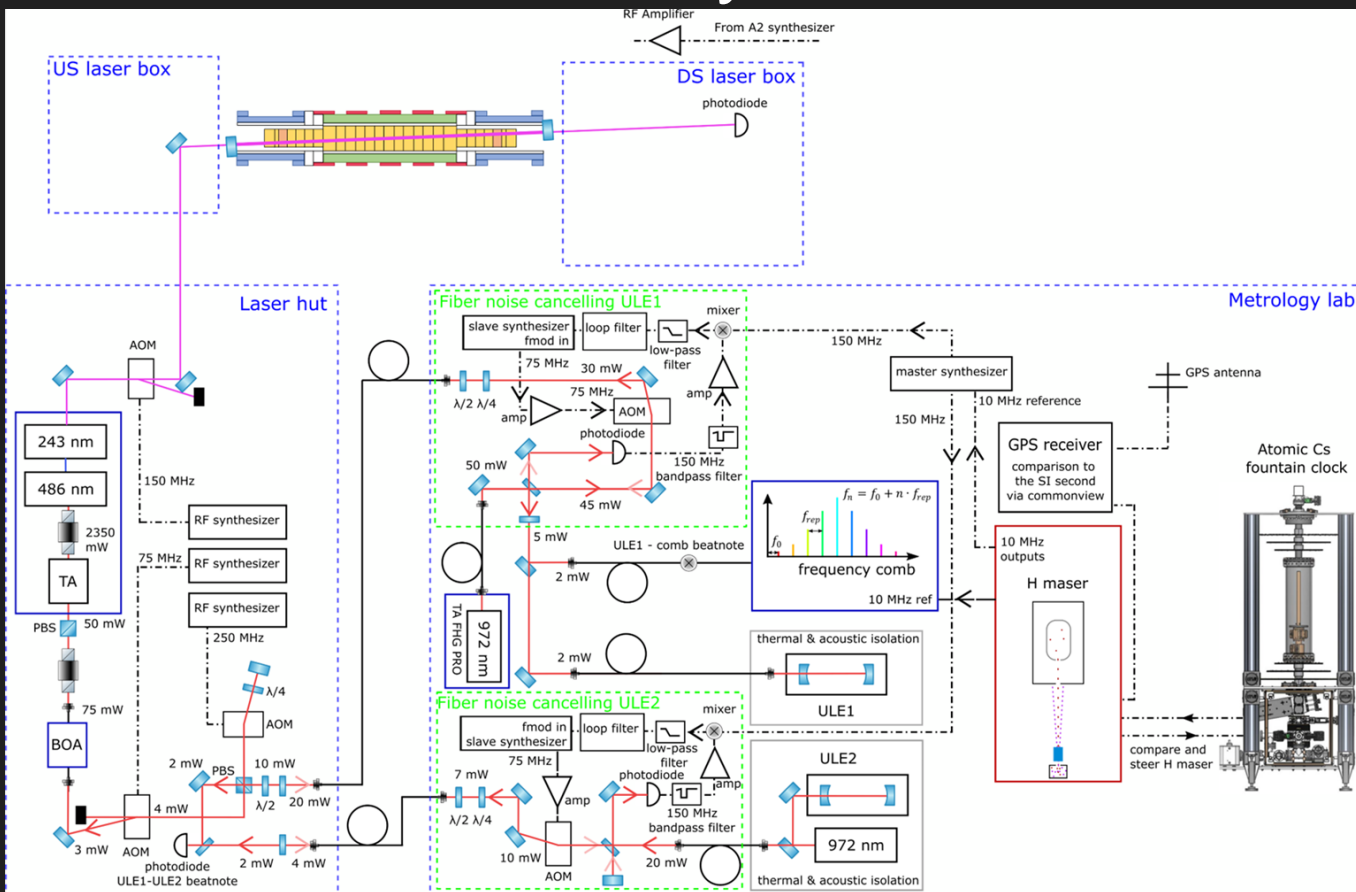 RF Amplifier
From A2 synthesizer
US laser box
DS laser box
photodiode
Laser hut
AOM
243 nm
486 nm
150 MHz
2350
mW
RF synthesizer
75 MHz
RF synthesizer
TA
RF synthesizer
PBS
50 mW
250 MHz
λ/4
75 mW
AOM
BOA
2 mW
PBS
10 mW
λ/2
20 mW
4 mW
3 mW
AOM
2 mW
4 mW
photodiode
ULE1-ULE2 beatnote
Metrology lab
Fiber noise cancelling ULE1
mixer
slave synthesizer
fmod in
loop filter
low-pass
filter
150 MHz
75 MHz
30 mW
λ/2 λ/4
75 MHz
amp
AOM
amp
photodiode
50 mW
150 MHz
bandpass filter
45 mW
5 mW
master synthesizer
10 MHz reference
150 MHz
GPS antenna
GPS receiver
comparison to
the SI second
via commonview
Atomic Cs
fountain clock
fₙ = f₀ + n · fᵣₑₚ
fᵣₑₚ
f₀
frequency comb
10 MHz ref
ULE1 - comb beatnote
2 mW
10 MHz
outputs
H maser
TA FHG PRO
972 nm
2 mW
thermal & acoustic isolation
ULE1
compare and
steer H maser
Fiber noise cancelling ULE2
mixer
fmod in
slave synthesizer
loop filter
low-pass
filter
75 MHz
photodiode
amp
7 mW
amp
150 MHz
bandpass filter
λ/2 λ/4
10 mW
AOM
20 mW
ULE2
972 nm
thermal & acoustic isolation